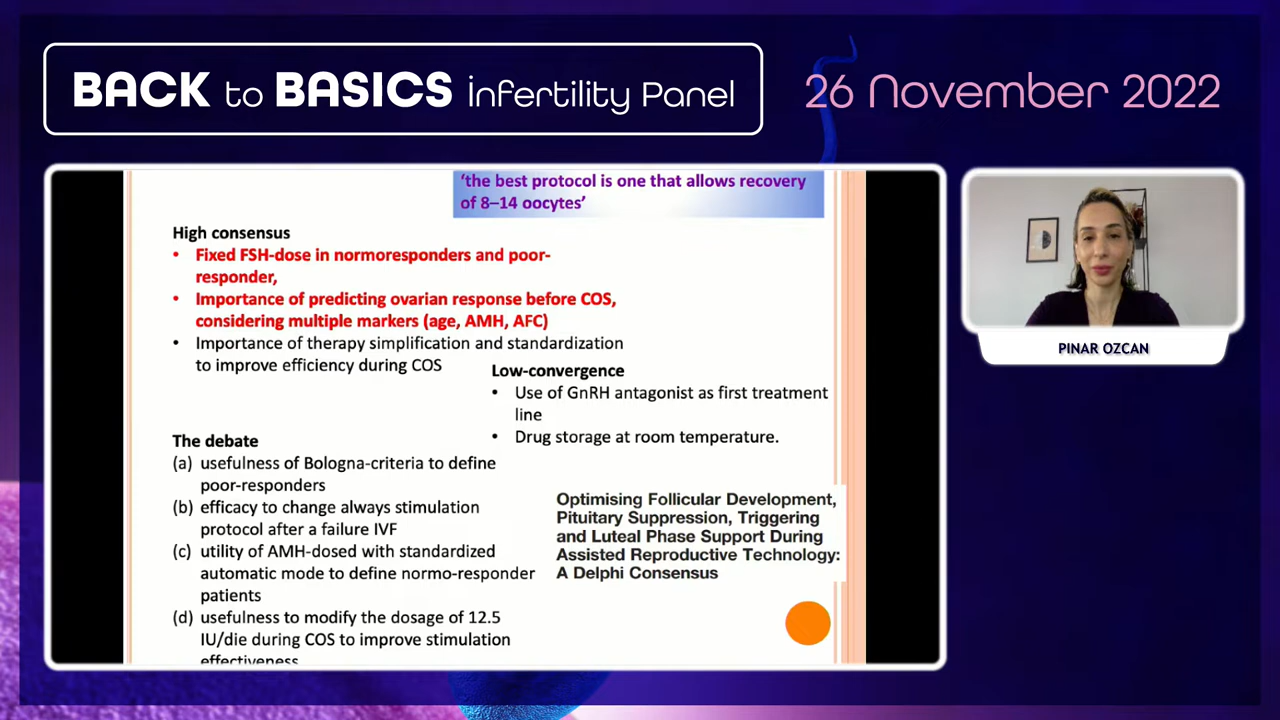 BACK to BASICS İnfertility Panel
26 November 2022
‘the best protocol is one that allows recovery
of 8–14 oocytes’
High consensus
• Fixed FSH-dose in normoresponders and poor-
responder,
• Importance of predicting ovarian response before COS,
considering multiple markers (age, AMH, AFC)
• Importance of therapy simplification and standardization
to improve efficiency during COS
Low-convergence
• Use of GnRH antagonist as first treatment
line
• Drug storage at room temperature.
The debate
(a) usefulness of Bologna-criteria to define
poor-responders
(b) efficacy to change always stimulation
protocol after a failure IVF
(c) utility of AMH-dosed with standardized
automatic mode to define normo-responder
patients
(d) usefulness to modify the dosage of 12.5
IU/die during COS to improve stimulation
effectiveness
Optimising Follicular Development,
Pituitary Suppression, Triggering
and Luteal Phase Support During
Assisted Reproductive Technology:
A Delphi Consensus
PINAR OZCAN